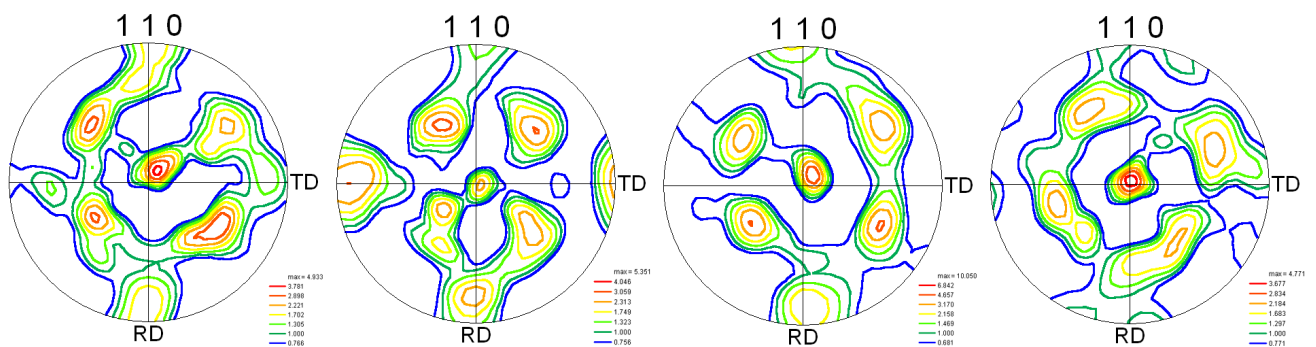 1 1 0
TD
RD
max = 4.933
3.781
2.898
2.221
1.702
1.305
1.000
0.766
1 1 0
TD
RD
max = 5.351
4.046
3.059
2.313
1.749
1.323
1.000
0.756
1 1 0
TD
RD
max = 10.050
6.842
4.657
3.170
2.158
1.469
1.000
0.681
1 1 0
TD
RD
max = 4.771
3.677
2.834
2.184
1.683
1.297
1.000
0.771